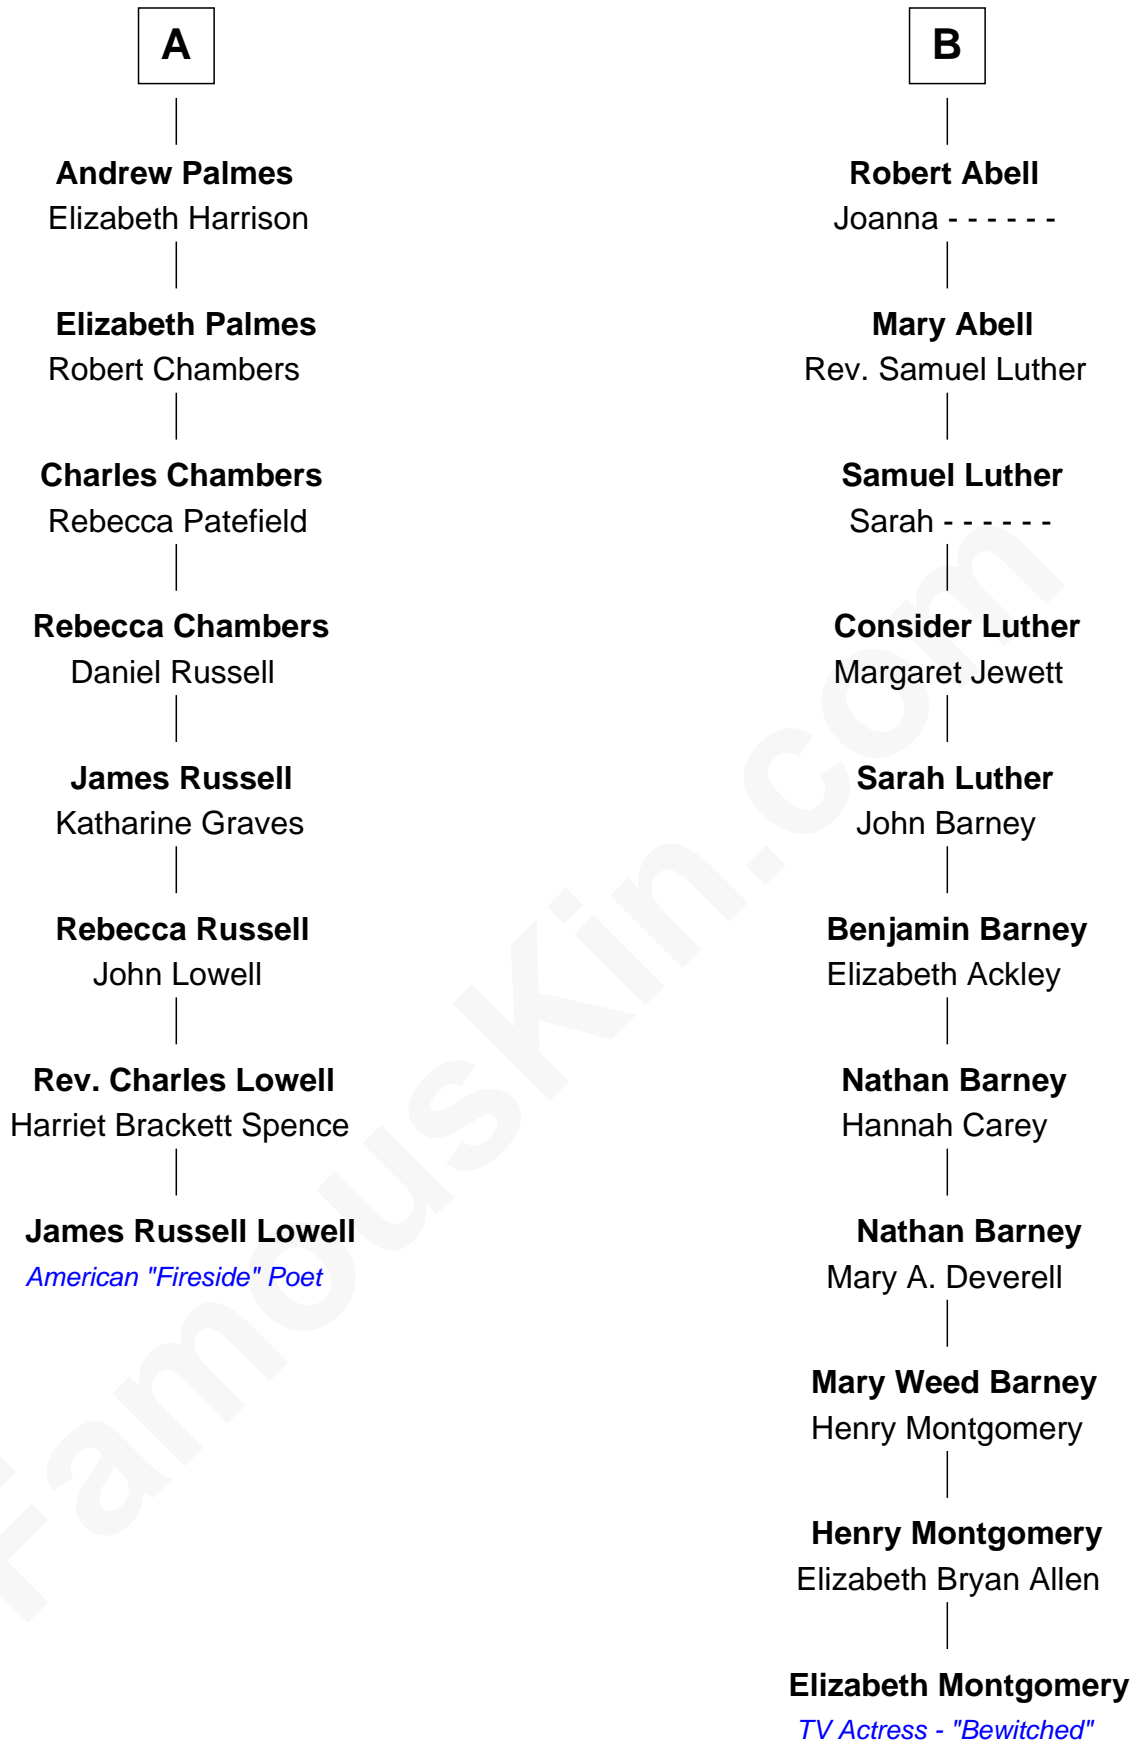 A
Andrew Palmes
Elizabeth Harrison
Elizabeth Palmes
Robert Chambers
Charles Chambers
Rebecca Patefield
Rebecca Chambers
Daniel Russell
James Russell
Katharine Graves
Rebecca Russell
John Lowell
Rev. Charles Lowell
Harriet Brackett Spence
James Russell Lowell
American "Fireside" Poet
B
Robert Abell
Joanna - - - - - -
Mary Abell
Rev. Samuel Luther
Samuel Luther
Sarah - - - - - -
Consider Luther
Margaret Jewett
Sarah Luther
John Barney
Benjamin Barney
Elizabeth Ackley
Nathan Barney
Hannah Carey
Nathan Barney
Mary A. Deverell
Mary Weed Barney
Henry Montgomery
Henry Montgomery
Elizabeth Bryan Allen
Elizabeth Montgomery
TV Actress - "Bewitched"
FamousKin.com